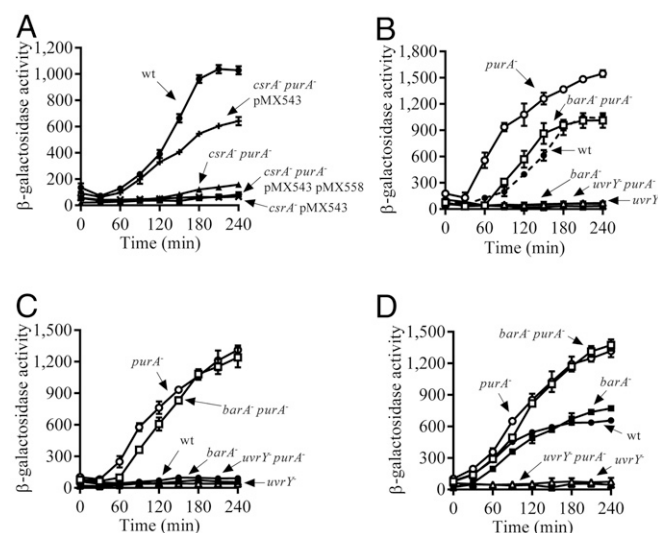 A
β-galactosidase activity
1,200
1,000
800
600
400
200
0
0 60 120 180 240
Time (min)
wt
csrA⁻ purA⁻
pMX543
csrA⁻ purA⁻
csrA⁻ purA⁻
pMX543 pMX558
csrA⁻ pMX543
B
β-galactosidase activity
1,800
1,500
1,200
900
600
300
0
0 60 120 180 240
Time (min)
purA⁻
barA⁻ purA⁻
wt
barA⁻
uvrY⁻ purA⁻
uvrY⁻
C
β-galactosidase activity
1,500
1,200
900
600
300
0
0 60 120 180 240
Time (min)
purA⁻
barA⁻ purA⁻
wt
barA⁻
uvrY⁻ purA⁻
uvrY⁻
D
β-galactosidase activity
1,500
1,200
900
600
300
0
0 60 120 180 240
Time (min)
barA⁻ purA⁻
purA⁻
barA⁻
wt
uvrY⁻ purA⁻
uvrY⁻